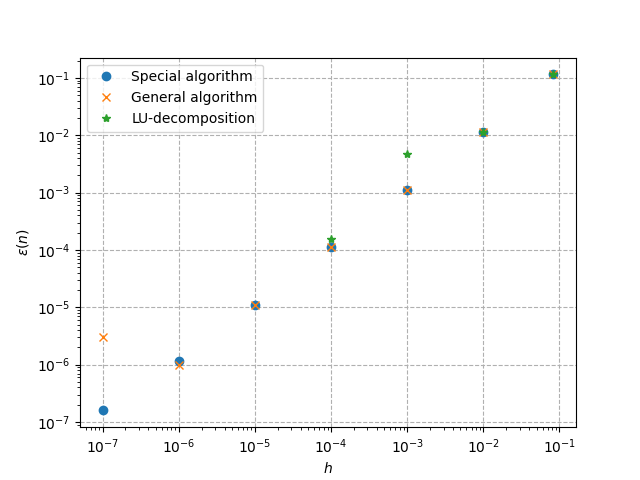 Special algorithm
General algorithm
LU-decomposition
10⁻¹
10⁻²
10⁻³
10⁻⁴
10⁻⁵
10⁻⁶
10⁻⁷
ε(n)
10⁻⁷ 10⁻⁶ 10⁻⁵ 10⁻⁴ 10⁻³ 10⁻² 10⁻¹
h